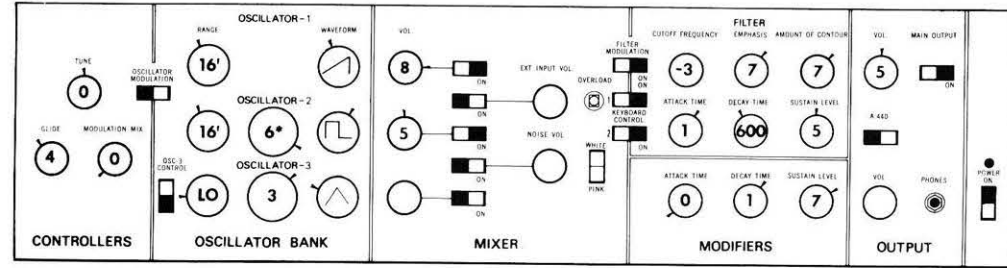 TUNE
0
GLIDE
4
MODULATION MIX
0
CONTROLLERS
OSCILLATOR
MODULATION
OSC-3
CONTROL
OSCILLATOR-1
RANGE
16'
WAVEFORM
OSCILLATOR-2
16'
6*
OSCILLATOR-3
LO
3
OSCILLATOR BANK
VOL.
8
ON
EXT INPUT VOL.
OVERLOAD
ON
5
ON
NOISE VOL.
ON
WHITE
PINK
ON
MIXER
FILTER
MODULATION
ON
1
ON
KEYBOARD
CONTROL
2
ON
FILTER
CUTOFF FREQUENCY
-3
EMPHASIS
7
AMOUNT OF CONTOUR
7
ATTACK TIME
1
DECAY TIME
600
SUSTAIN LEVEL
5
ATTACK TIME
0
DECAY TIME
1
SUSTAIN LEVEL
7
MODIFIERS
VOL.
5
MAIN OUTPUT
ON
A-440
VOL
PHONES
OUTPUT
POWER
ON